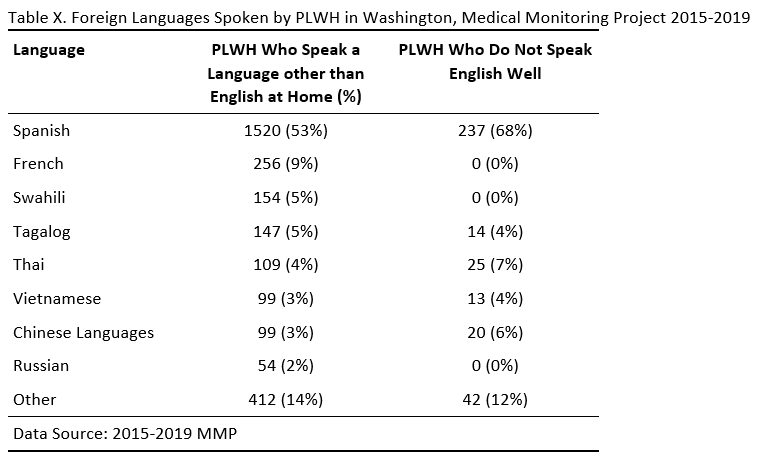 Table X. Foreign Languages Spoken by PLWH in Washington, Medical Monitoring Project 2015-2019
Language PLWH Who Speak a Language other than English at Home (%) PLWH Who Do Not Speak English Well
Spanish 1520 (53%) 237 (68%)
French 256 (9%) 0 (0%)
Swahili 154 (5%) 0 (0%)
Tagalog 147 (5%) 14 (4%)
Thai 109 (4%) 25 (7%)
Vietnamese 99 (3%) 13 (4%)
Chinese Languages 99 (3%) 20 (6%)
Russian 54 (2%) 0 (0%)
Other 412 (14%) 42 (12%)
Data Source: 2015-2019 MMP